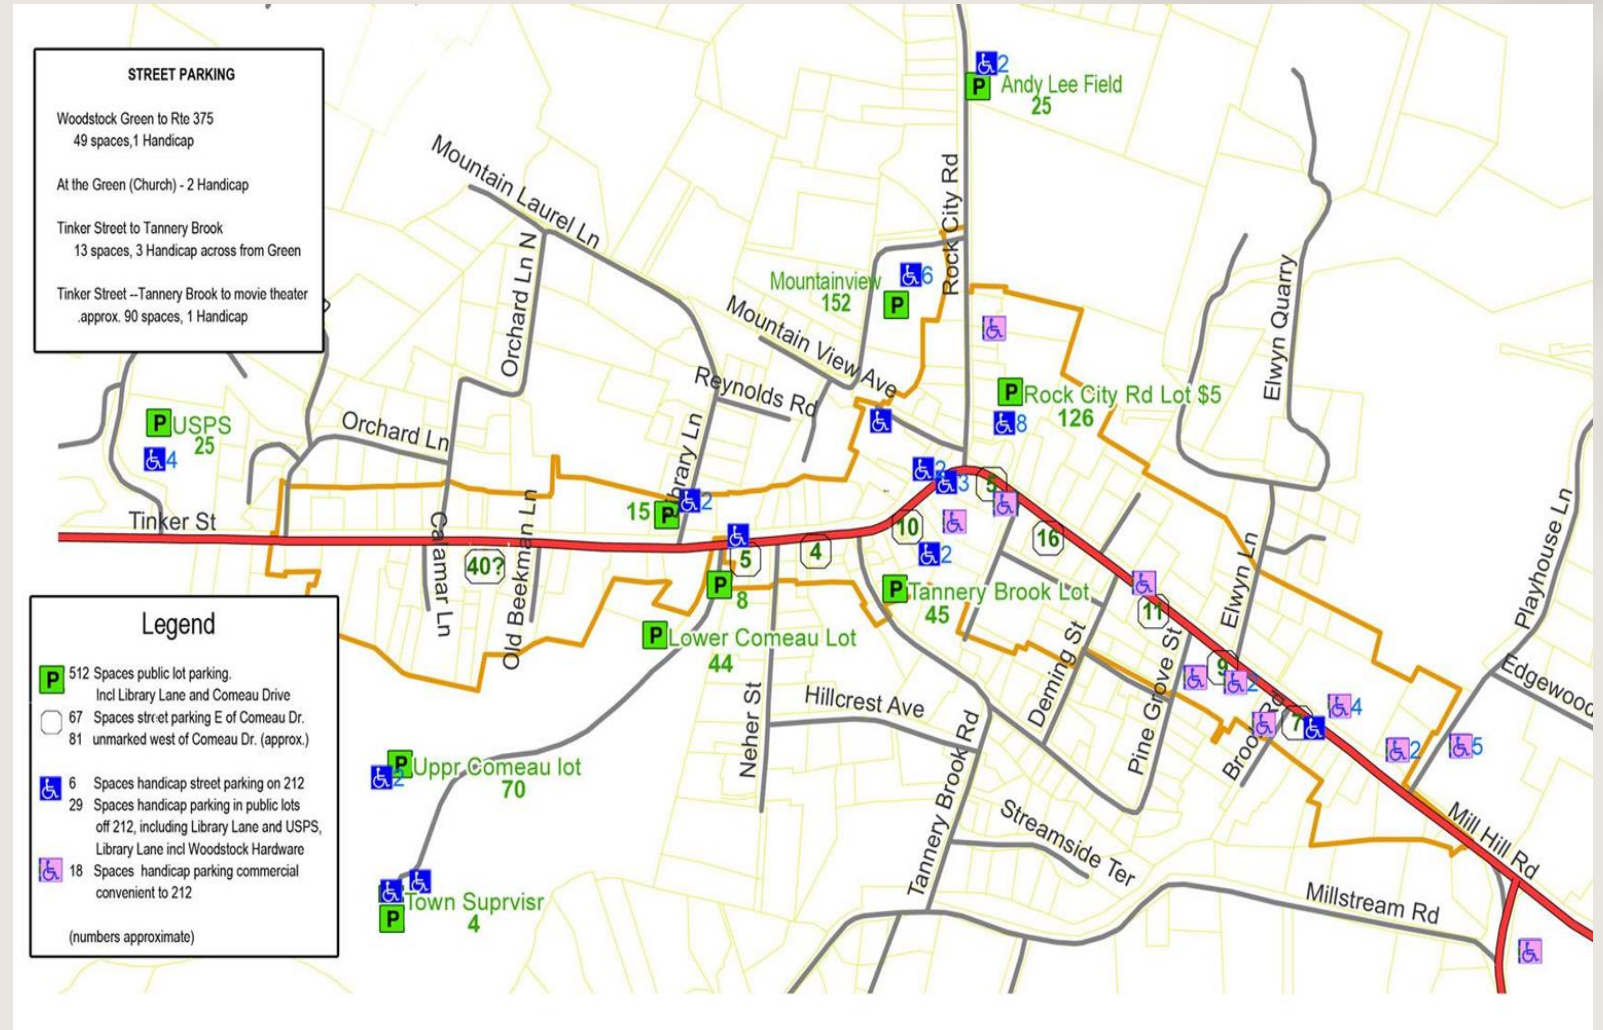 STREET PARKING
Woodstock Green to Rte 375
49 spaces,1 Handicap
At the Green (Church) - 2 Handicap
Tinker Street to Tannery Brook
13 spaces, 3 Handicap across from Green
Tinker Street --Tannery Brook to movie theater
.approx. 90 spaces, 1 Handicap
2
Andy Lee Field
25
Mountain Laurel Ln
Rock City Rd
Orchard Ln N
Mountainview
152
6
Mountain View Ave
Elwyn Quarry
Reynolds Rd
Rock City Rd Lot $5
126
8
USPS
25
4
Orchard Ln
Library Ln
2
3
5
15
2
Tinker St
Calamar Ln
Old Beekman Ln
40?
5
4
10
16
2
Playhouse Ln
8
Tannery Brook Lot
45
11
Elwyn Ln
Lower Comeau Lot
44
Deming St
Pine Grove St
9
2
Edgewood
Neher St
Hillcrest Ave
Tannery Brook Rd
7
4
2
5
Uppr Comeau lot
70
2
Streamside Ter
Mill Hill Rd
Millstream Rd
Town Suprvisr
4
Legend
P
512 Spaces public lot parking.
Incl Library Lane and Comeau Drive
67 Spaces street parking E of Comeau Dr.
81 unmarked west of Comeau Dr. (approx.)
6 Spaces handicap street parking on 212
29 Spaces handicap parking in public lots
off 212, including Library Lane and USPS,
Library Lane incl Woodstock Hardware
18 Spaces handicap parking commercial
convenient to 212
(numbers approximate)